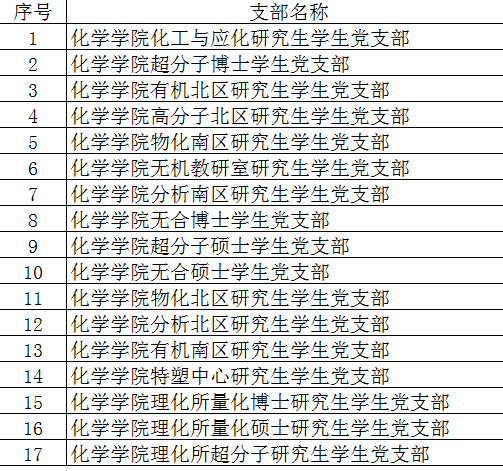 序号 支部名称
1 化学学院化工与应化研究生学生党支部
2 化学学院超分子博士学生党支部
3 化学学院有机北区研究生学生党支部
4 化学学院高分子北区研究生学生党支部
5 化学学院物化南区研究生学生党支部
6 化学学院无机教研室研究生学生党支部
7 化学学院分析南区研究生学生党支部
8 化学学院无合博士学生党支部
9 化学学院超分子硕士学生党支部
10 化学学院无合硕士学生党支部
11 化学学院物化北区研究生学生党支部
12 化学学院分析北区研究生学生党支部
13 化学学院有机南区研究生学生党支部
14 化学学院特塑中心研究生学生党支部
15 化学学院理化所量化博士研究生学生党支部
16 化学学院理化所量化硕士研究生学生党支部
17 化学学院理化所超分子研究生学生党支部